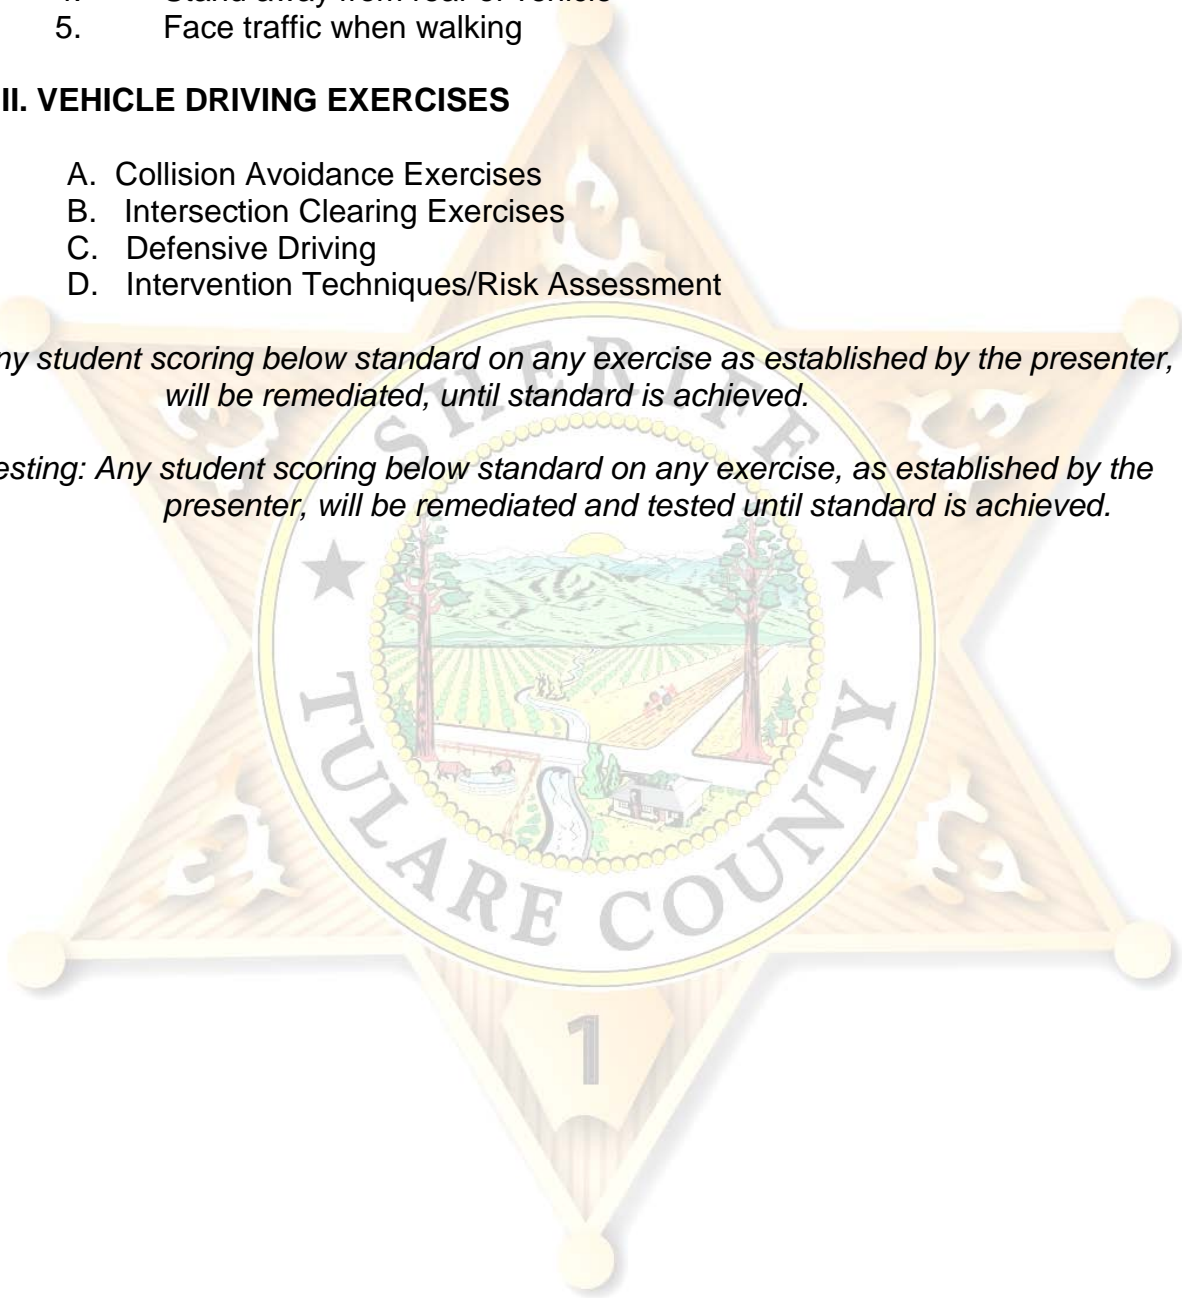 5. Face traffic when walking
II. VEHICLE DRIVING EXERCISES
A. Collision Avoidance Exercises
B. Intersection Clearing Exercises
C. Defensive Driving
D. Intervention Techniques/Risk Assessment
ny student scoring below standard on any exercise as established by the presenter,
will be remediated, until standard is achieved.
esting: Any student scoring below standard on any exercise, as established by the
presenter, will be remediated and tested until standard is achieved.
SHERIFF
TULARE COUNTY
1